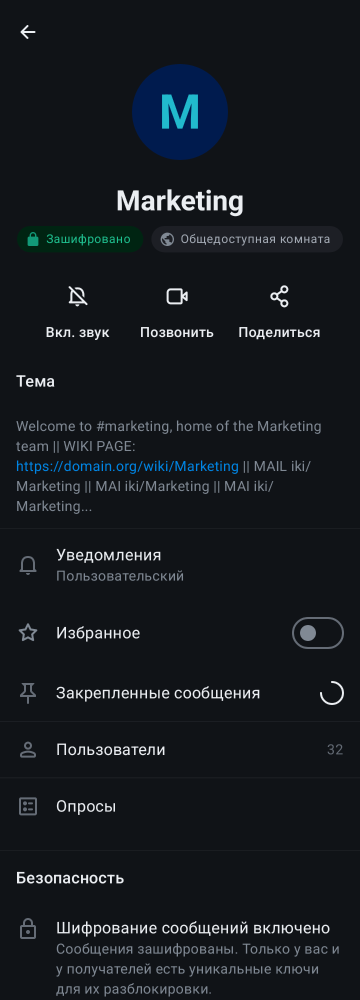 M
Marketing
Зашифровано Общедоступная комната
Вкл. звук Позвонить Поделиться
Тема
Welcome to #marketing, home of the Marketing
team || WIKI PAGE:
https://domain.org/wiki/Marketing || MAIL iki/
Marketing || MAI iki/Marketing || MAI iki/
Marketing...
Уведомления
Пользовательский
Избранное
Закрепленные сообщения
Пользователи 32
Опросы
Безопасность
Шифрование сообщений включено
Сообщения зашифрованы. Только у вас и
у получателей есть уникальные ключи
для их разблокировки.